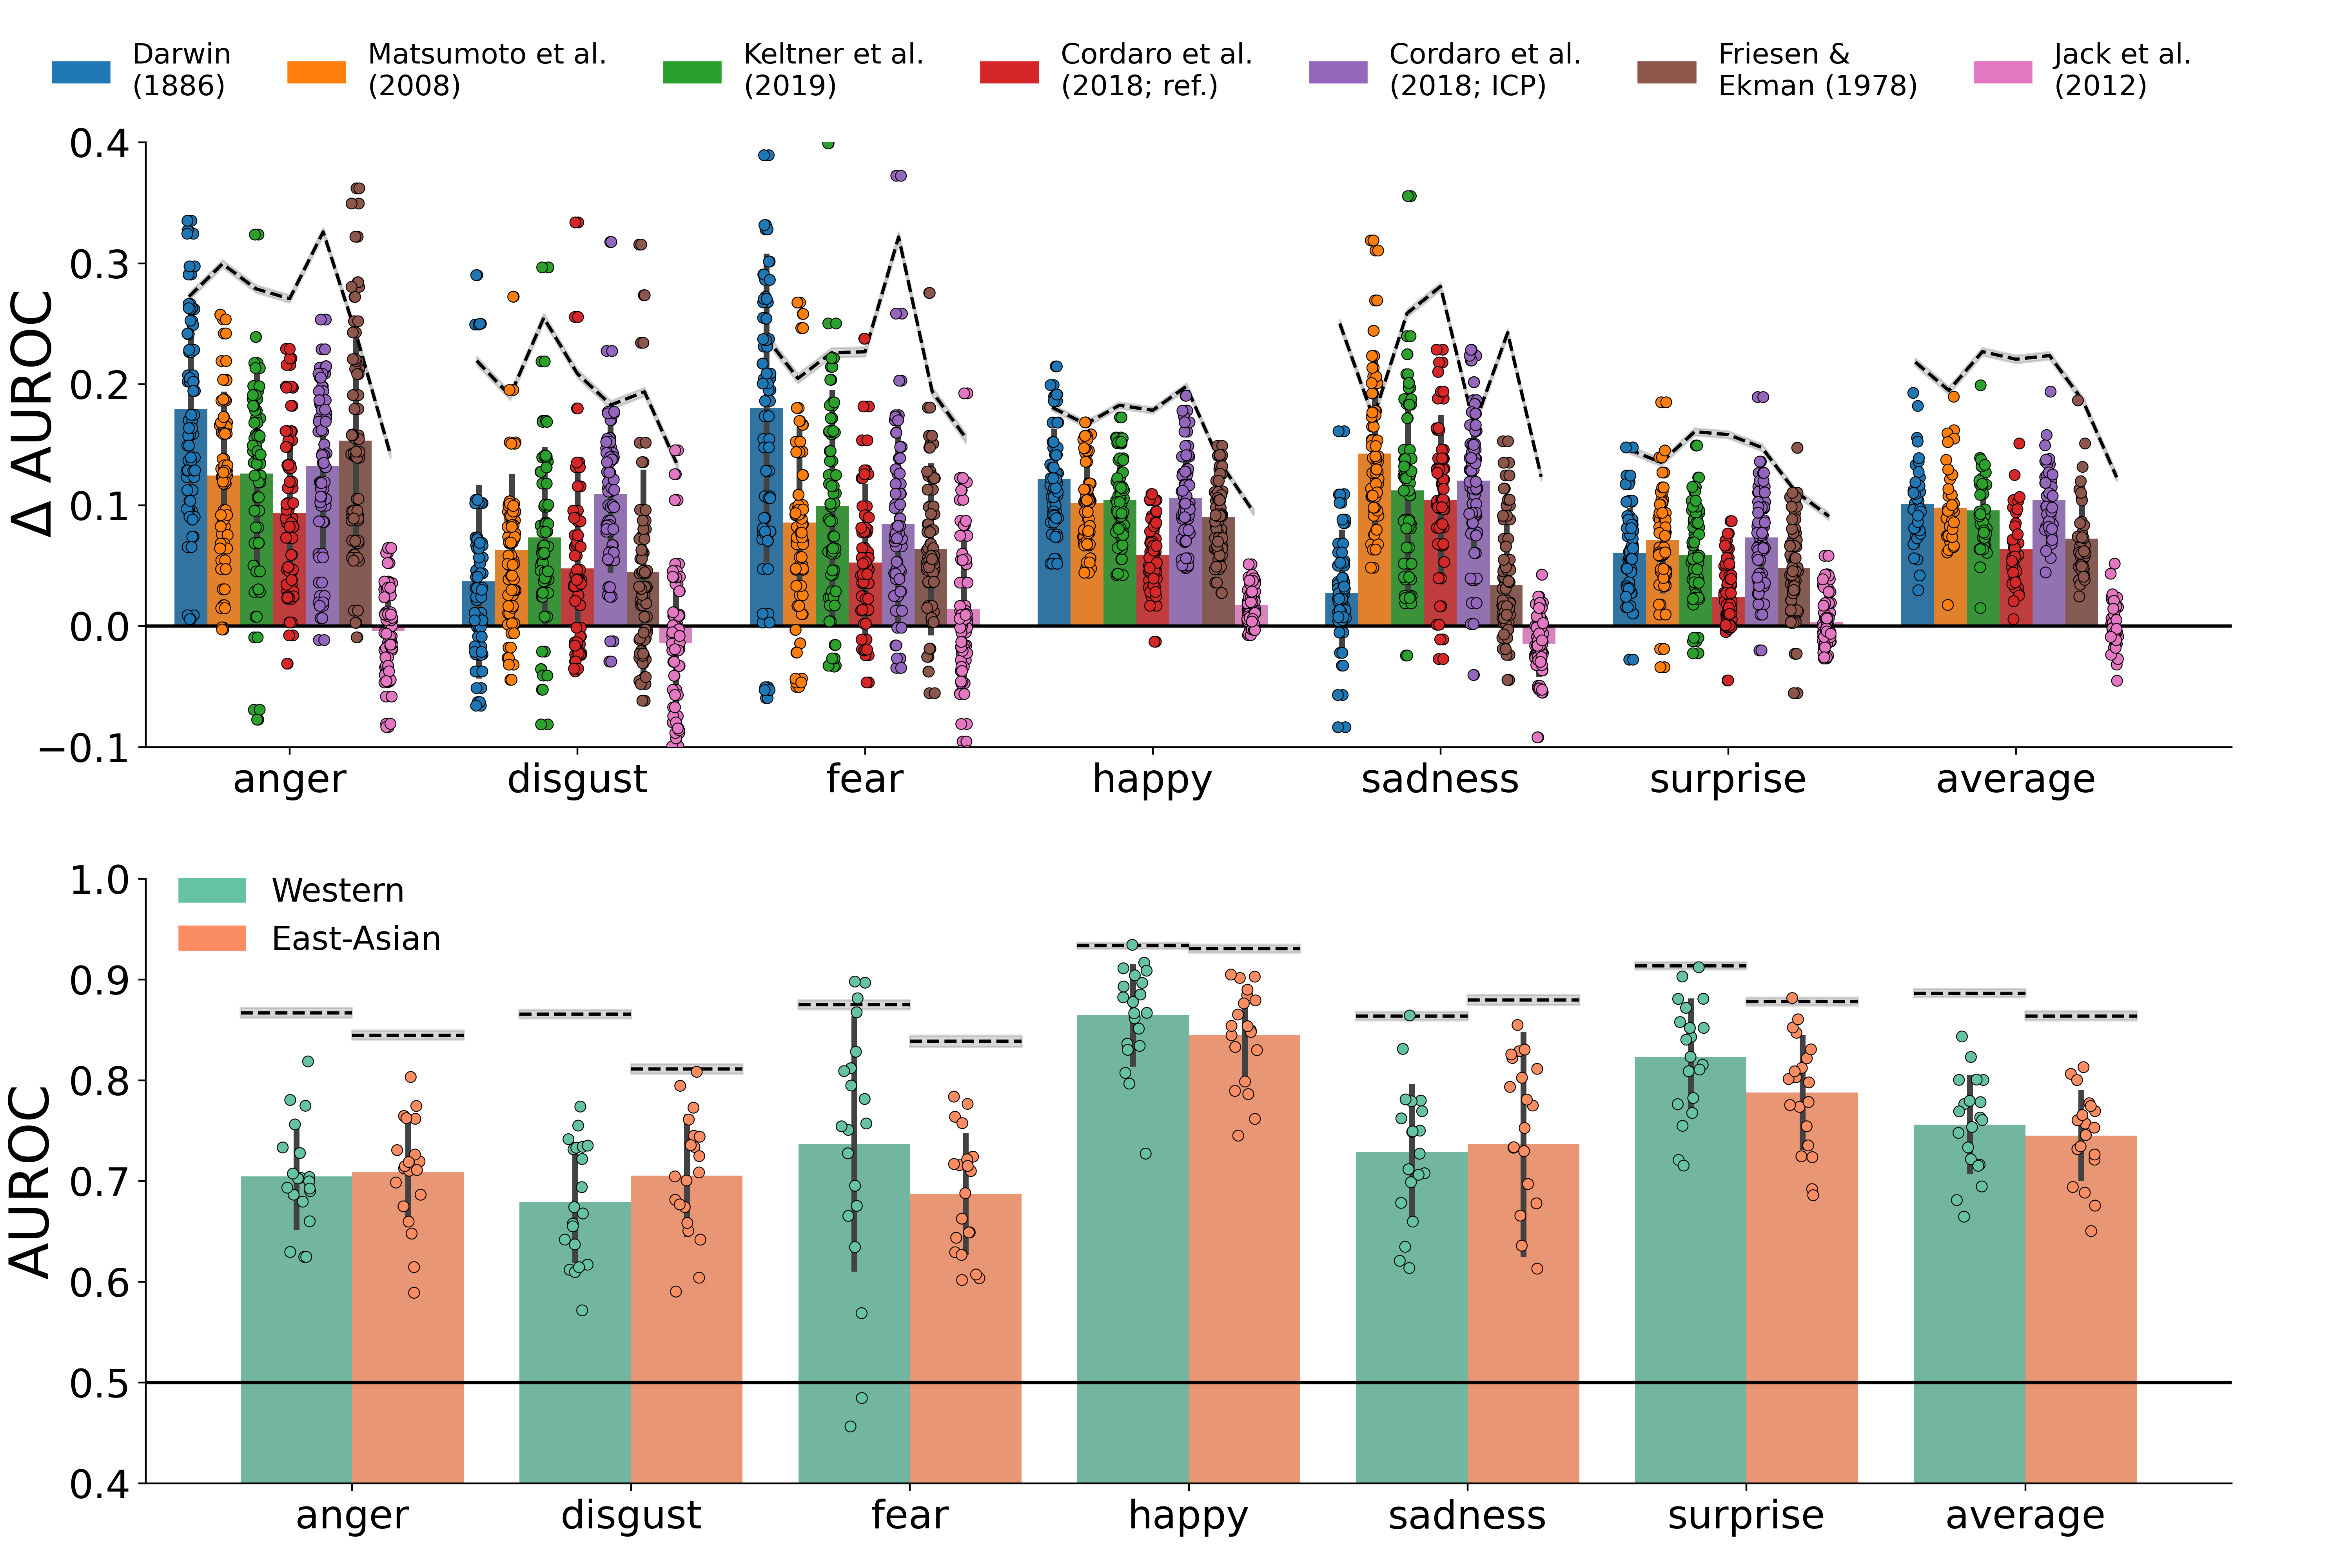 Darwin
(1886)
Matsumoto et al.
(2008)
Keltner et al.
(2019)
Cordaro et al.
(2018; ref.)
Cordaro et al.
(2018; ICP)
Friesen &
Ekman (1978)
Jack et al.
(2012)
Δ AUROC
0.4
0.3
0.2
0.1
0.0
−0.1
anger disgust fear happy sadness surprise average
AUROC
1.0
0.9
0.8
0.7
0.6
0.5
0.4
Western
East-Asian
anger disgust fear happy sadness surprise average